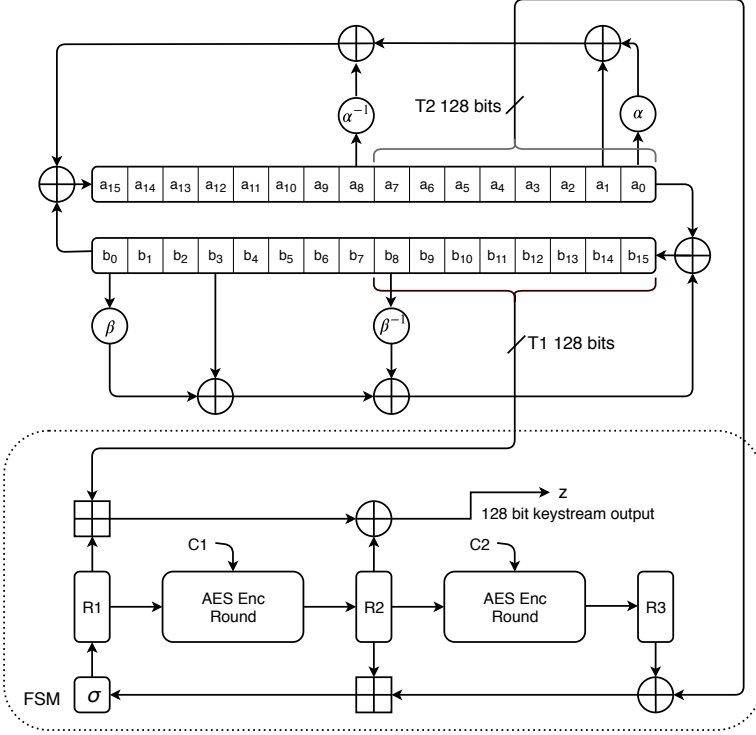 T2 128 bits
α⁻¹
α
a₁₅ a₁₄ a₁₃ a₁₂ a₁₁ a₁₀ a₉ a₈ a₇ a₆ a₅ a₄ a₃ a₂ a₁ a₀
b₀ b₁ b₂ b₃ b₄ b₅ b₆ b₇ b₈ b₉ b₁₀ b₁₁ b₁₂ b₁₃ b₁₄ b₁₅
β
β⁻¹
T1 128 bits
z
128 bit keystream output
C1
C2
R1
AES Enc
Round
R2
AES Enc
Round
R3
FSM
σ